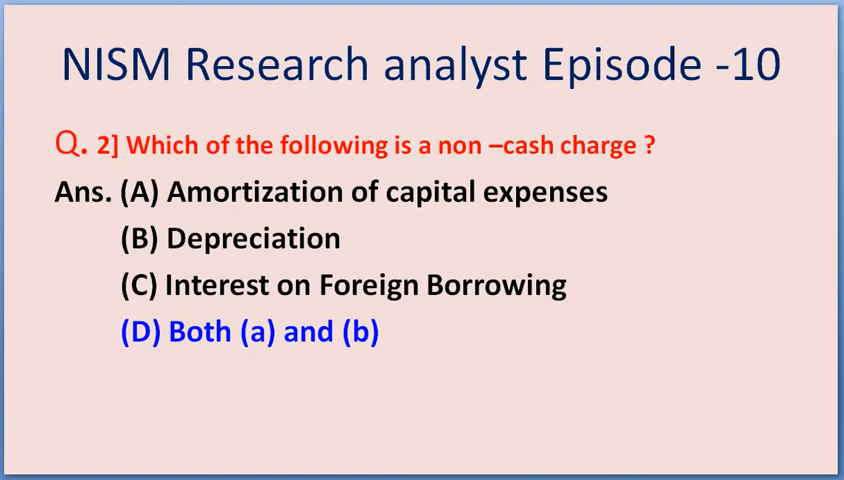 NISM Research analyst Episode -10
Q. 2] Which of the following is a non –cash charge ?
Ans. (A) Amortization of capital expenses
(B) Depreciation
(C) Interest on Foreign Borrowing
(D) Both (a) and (b)